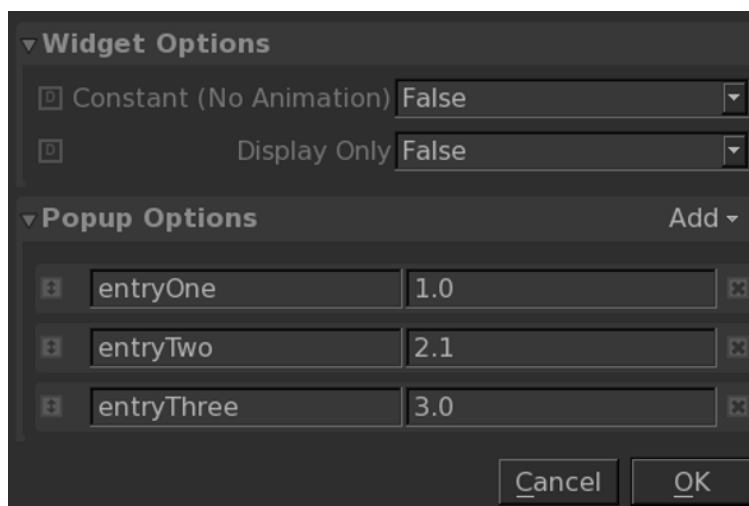 Widget Options
D Constant (No Animation) False
D Display Only False
Popup Options Add
entryOne 1.0
entryTwo 2.1
entryThree 3.0
Cancel OK